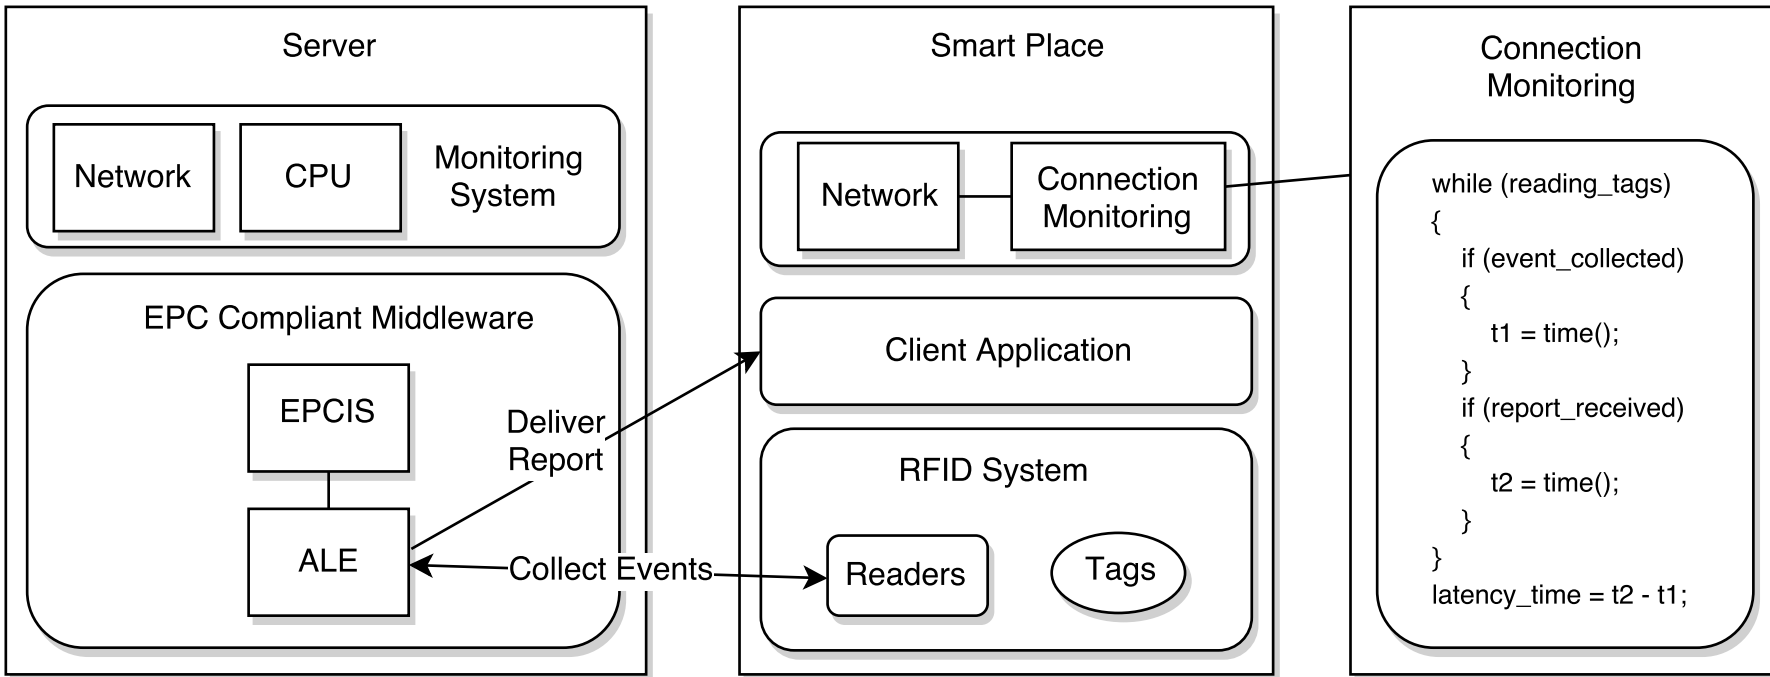 Server
Network
CPU
Monitoring
System
EPC Compliant Middleware
EPCIS
ALE
Deliver
Report
Collect Events
Smart Place
Network
Connection
Monitoring
Client Application
RFID System
Readers
Tags
Connection
Monitoring
while (reading_tags)
{
if (event_collected)
{
t1 = time();
}
if (report_received)
{
t2 = time();
}
}
latency_time = t2 - t1;